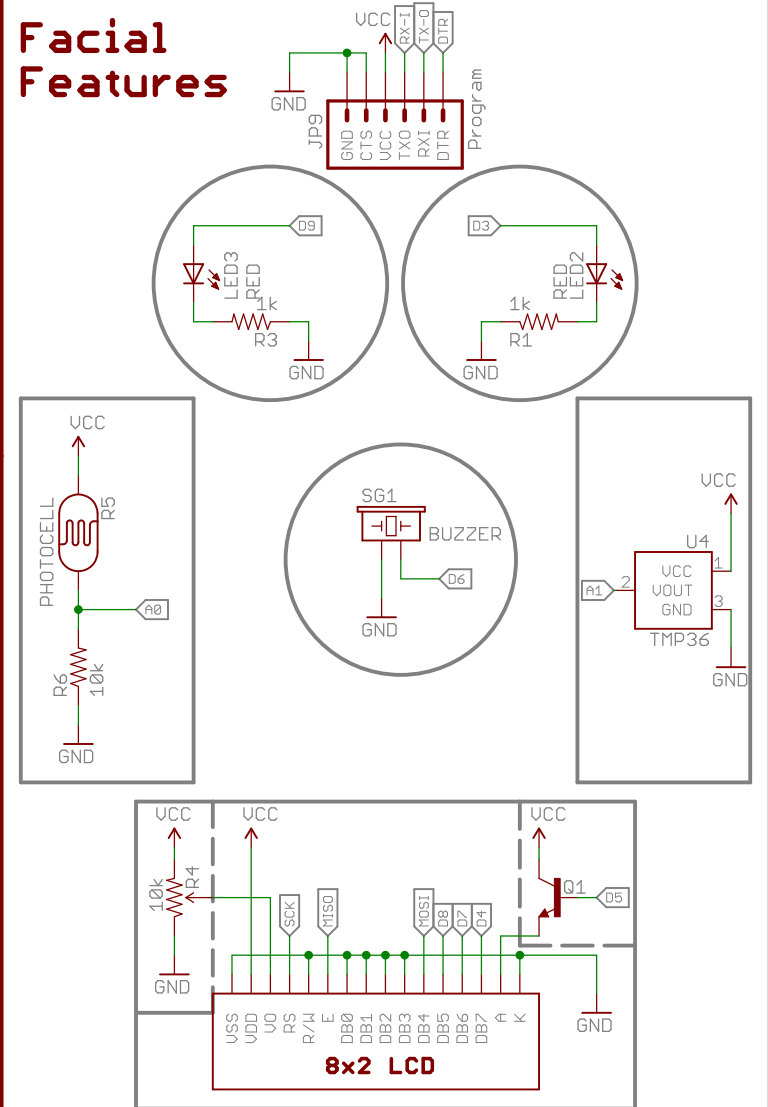 Facial
Features
VCC
RX-I
TX-O
DTR
GND
JP9
GND
CTS
VCC
TXO
RXI
DTR
Program
D9
LED3
RED
1k
R3
GND
D3
RED
LED2
1k
R1
GND
VCC
PHOTOCELL
R5
A0
R6
10k
GND
SG1
BUZZER
D6
GND
VCC
U4
A1
2
VCC
VOUT
GND
1
3
TMP36
GND
VCC
10k
R4
GND
VCC
SCK
MISO
MOSI
D8
D7
D4
VCC
Q1
D5
GND
VSS
VDD
VO
RS
R/W
E
DB0
DB1
DB2
DB3
DB4
DB5
DB6
DB7
A
K
8x2 LCD